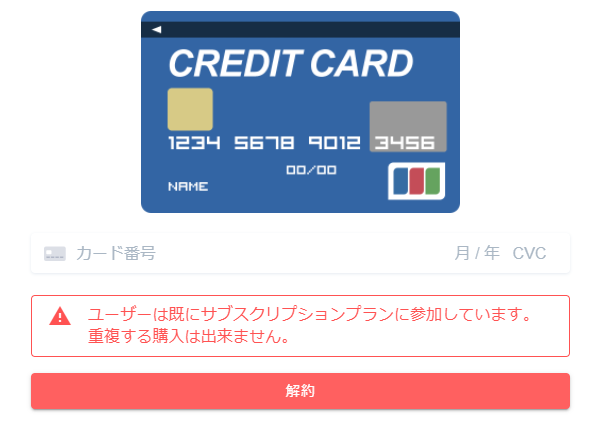 CREDIT CARD
1234 5678 9012 3456
00/00
NAME
カード番号 月 / 年 CVC
ユーザーは既にサブスクリプションプランに参加しています。
重複する購入は出来ません。
解約